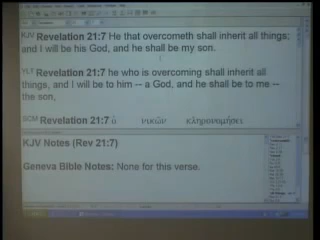 KJV Revelation 21:7 He that overcometh shall inherit all things;
and I will be his God, and he shall be my son.
YLT Revelation 21:7 he who is overcoming shall inherit all
things, and I will be to him -- a God, and he shall be to me --
the son,
SCM Revelation 21:7 ὁ νικῶν κληρονομήσει
KJV Notes (Rev 21:7)
Geneva Bible Notes: None for this verse.